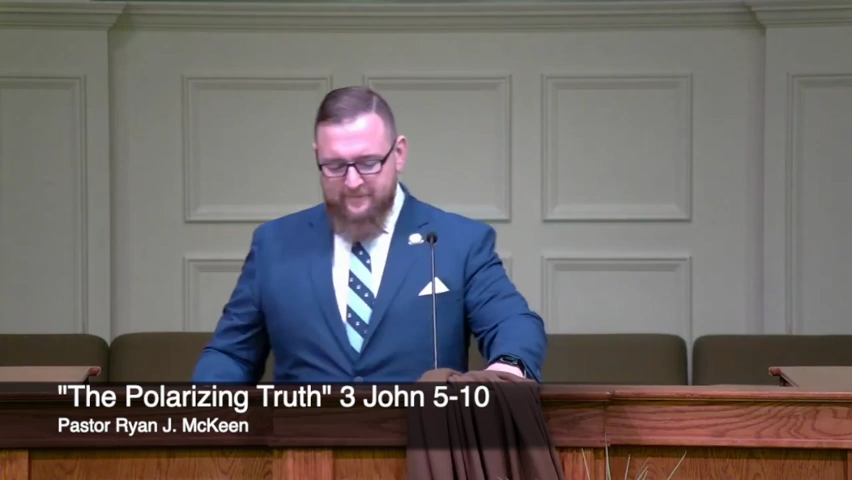 "The Polarizing Truth" 3 John 5-10
Pastor Ryan J. McKeen